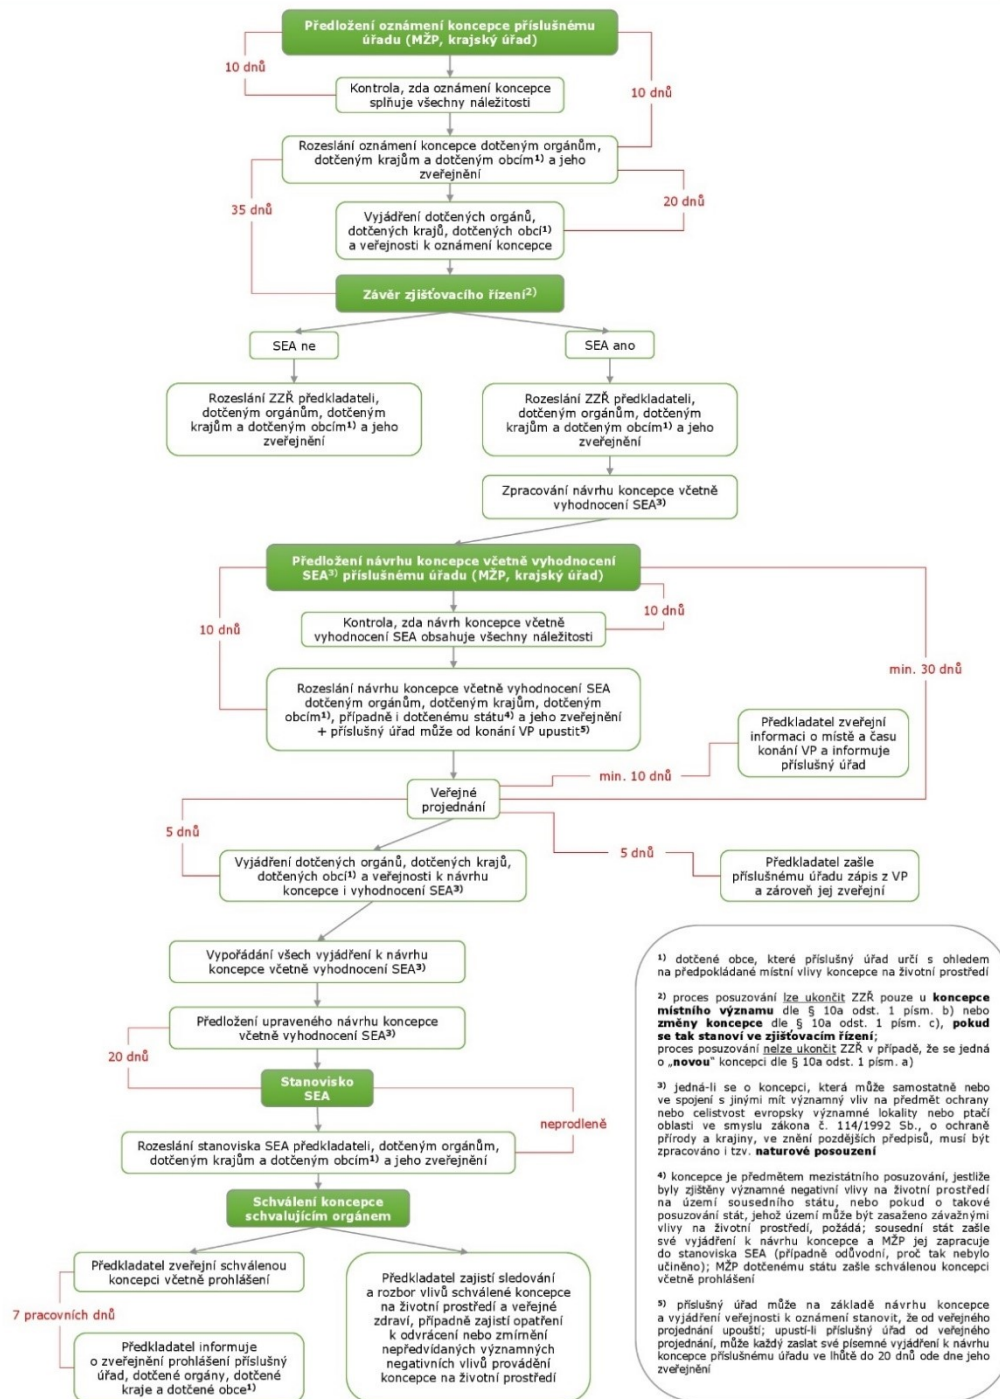 Předložení oznámení koncepce příslušnému
úřadu (MŽP, krajský úřad)
10 dnů
10 dnů
Kontrola, zda oznámení koncepce
splňuje všechny náležitosti
Rozeslání oznámení koncepce dotčeným orgánům,
dotčeným krajům a dotčeným obcím¹⁾ a jeho
zveřejnění
35 dnů
20 dnů
Vyjádření dotčených orgánů,
dotčených krajů, dotčených obcí¹⁾
a veřejnosti k oznámení koncepce
Závěr zjišťovacího řízení²⁾
SEA ne
SEA ano
Rozeslání ZZŘ předkladateli,
dotčeným orgánům, dotčeným
krajům a dotčeným obcím¹⁾ a jeho
zveřejnění
Rozeslání ZZŘ předkladateli,
dotčeným orgánům, dotčeným
krajům a dotčeným obcím¹⁾ a jeho
zveřejnění
Zpracování návrhu koncepce včetně
vyhodnocení SEA³⁾
Předložení návrhu koncepce včetně vyhodnocení
SEA³⁾ příslušnému úřadu (MŽP, krajský úřad)
10 dnů
10 dnů
min. 30 dnů
Kontrola, zda návrh koncepce včetně
vyhodnocení SEA obsahuje všechny náležitosti
Rozeslání návrhu koncepce včetně vyhodnocení SEA
dotčeným orgánům, dotčeným krajům, dotčeným
obcím¹⁾, případně i dotčenému státu⁴⁾ a jeho zveřejnění
+ příslušný úřad může od konání VP upustit⁵⁾
Předkladatel zveřejní
informaci o místě a času
konání VP a informuje
příslušný úřad
min. 10 dnů
Veřejné
projednání
5 dnů
5 dnů
Vyjádření dotčených orgánů, dotčených krajů,
dotčených obcí¹⁾ a veřejnosti k návrhu
koncepce i vyhodnocení SEA³⁾
Předkladatel zašle
příslušnému úřadu zápis z VP
a zároveň jej zveřejní
Vypořádání všech vyjádření k návrhu
koncepce včetně vyhodnocení SEA³⁾
Předložení upraveného návrhu koncepce
včetně vyhodnocení SEA³⁾
20 dnů
Stanovisko
SEA
neprodleně
Rozeslání stanoviska SEA předkladateli, dotčeným orgánům,
dotčeným krajům a dotčeným obcím¹⁾ a jeho zveřejnění
Schválení koncepce
schvalujícím orgánem
Předkladatel zveřejní schválenou
koncepci včetně prohlášení
7 pracovních dnů
Předkladatel informuje
o zveřejnění prohlášení příslušný
úřad, dotčené orgány, dotčené
kraje a dotčené obce¹⁾
Předkladatel zajistí sledování
a rozbor vlivů schválené koncepce
na životní prostředí a veřejné
zdraví, případně zajistí opatření
k odvrácení nebo zmírnění
nepředvídaných významných
negativních vlivů provádění
koncepce na životní prostředí
¹⁾ dotčené obce, které příslušný úřad určí s ohledem
na předpokládané místní vlivy koncepce na životní prostředí
²⁾ proces posuzování lze ukončit ZZŘ pouze u koncepce
místního významu dle § 10a odst. 1 písm. b) nebo
změny koncepce dle § 10a odst. 1 písm. c), pokud
se tak stanoví ve zjišťovacím řízení;
proces posuzování nelze ukončit ZZŘ v případě, že se jedná
o „novou“ koncepci dle § 10a odst. 1 písm. a)
³⁾ jedná-li se o koncepci, která může samostatně nebo
ve spojení s jinými mít významný vliv na předmět ochrany
nebo celistvost evropsky významné lokality nebo ptačí
oblasti ve smyslu zákona č. 114/1992 Sb., o ochraně
přírody a krajiny, ve znění pozdějších předpisů, musí být
zpracováno i tzv. naturové posouzení
⁴⁾ koncepce je předmětem mezistátního posuzování, jestliže
byly zjištěny významné negativní vlivy na životní prostředí
na území sousedního státu, nebo pokud o takové
posuzování stát, jehož území může být zasaženo závažnými
vlivy na životní prostředí, požádá; sousední stát zašle
své vyjádření k návrhu koncepce a MŽP jej zapracuje
do stanoviska SEA (případně odůvodní, proč tak nebylo
učiněno); MŽP dotčenému státu zašle schválenou koncepci
včetně prohlášení
⁵⁾ příslušný úřad může na základě návrhu koncepce
a vyjádření veřejnosti k oznámení stanovit, že od veřejného
projednání upouští; upustí-li příslušný úřad od veřejného
projednání, může každý zaslat své písemné vyjádření k návrhu
koncepce příslušnému úřadu ve lhůtě do 20 dnů ode dne jeho
zveřejnění